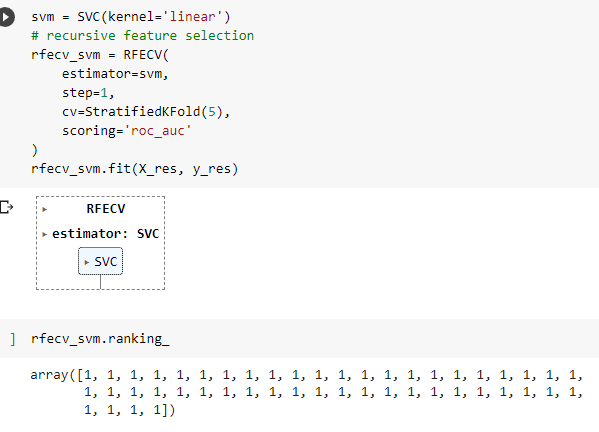 svm = SVC(kernel='linear')
# recursive feature selection
rfecv_svm = RFECV(
    estimator=svm,
    step=1,
    cv=StratifiedKFold(5),
    scoring='roc_auc'
)
rfecv_svm.fit(X_res, y_res)
RFECV
estimator: SVC
SVC
[ ] rfecv_svm.ranking_
array([1, 1, 1, 1, 1, 1, 1, 1, 1, 1, 1, 1, 1, 1, 1, 1, 1, 1, 1, 1, 1, 1,
       1, 1, 1, 1, 1, 1, 1, 1, 1, 1, 1, 1, 1, 1, 1, 1, 1, 1, 1, 1, 1, 1,
       1, 1, 1, 1])